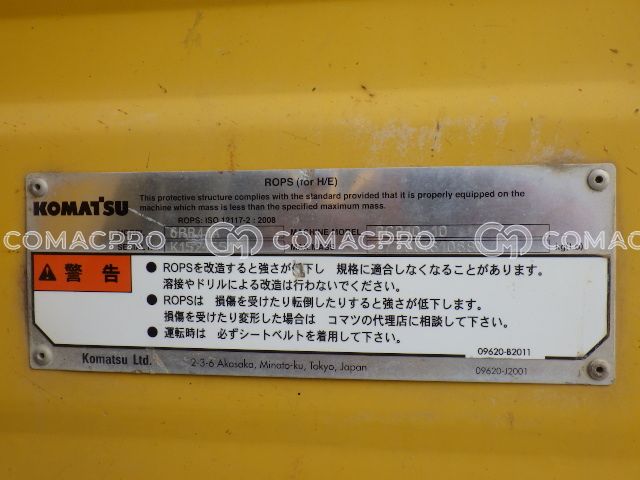 ROPS (for H/E)
This protective structure complies with the standard provided that it is properly equipped on the
machine which mass is less than the specified maximum mass.
KOMATSU
ROPS: ISO 12117-2 : 2008
MACHINE MODEL
COMACPRO COMACPRO COMACPRO COMACPRO
警告
● ROPSを改造すると強さが低下し 規格に適合しなくなることがあります。
溶接やドリルによる改造は行わないでください。
● ROPSは 損傷を受けたり転倒したりすると強さが低下します。
損傷を受けたり変形した場合は コマツの代理店に相談して下さい。
● 運転時は 必ずシートベルトを着用して下さい。
09620-B2011
Komatsu Ltd.
2-3-6 Akasaka, Minato-ku, Tokyo, Japan
09620-J2001